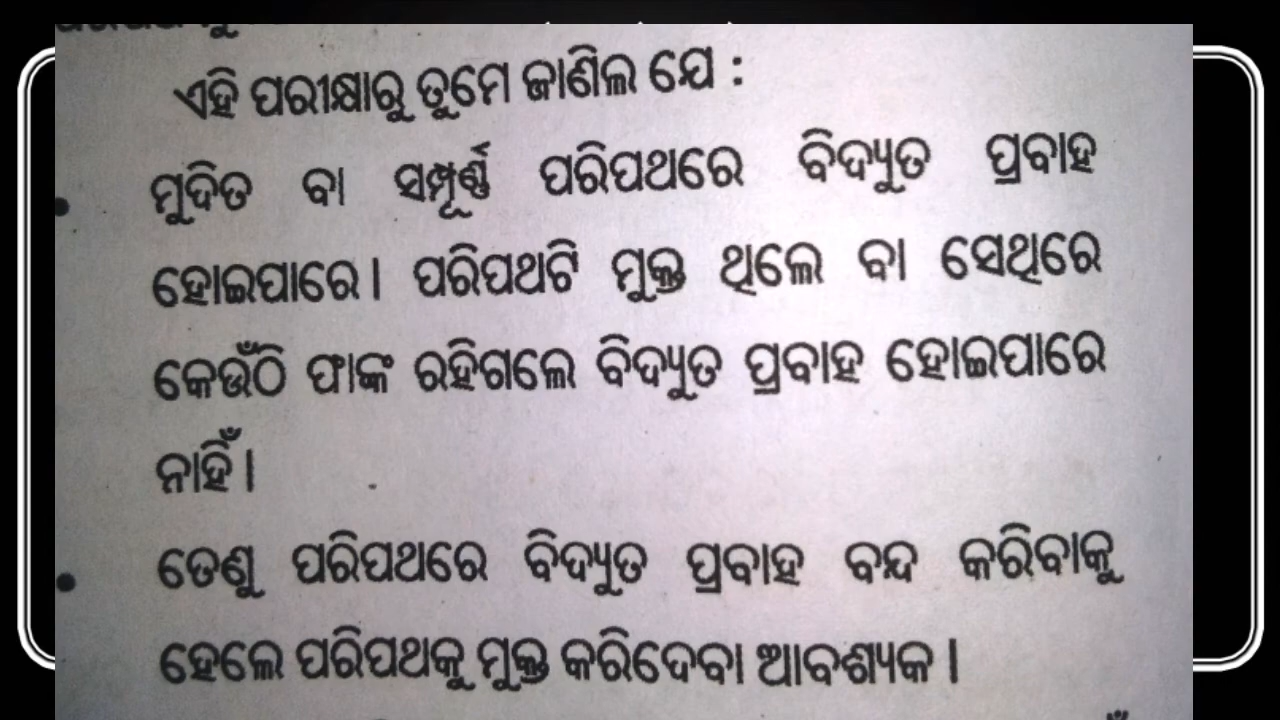 ଏହି ପରୀକ୍ଷାରୁ ତୁମେ ଜାଣିଲ ଯେ :
• ମୁଦିତ ବା ସମ୍ପୂର୍ଣ୍ଣ ପରିପଥରେ ବିଦ୍ୟୁତ ପ୍ରବାହ
ହୋଇପାରେ । ପରିପଥଟି ମୁକ୍ତ ଥିଲେ ବା ସେଥିରେ
କେଉଁଠି ଫାଙ୍କ ରହିଗଲେ ବିଦ୍ୟୁତ ପ୍ରବାହ ହୋଇପାରେ
ନାହିଁ ।
• ତେଣୁ ପରିପଥରେ ବିଦ୍ୟୁତ ପ୍ରବାହ ବନ୍ଦ କରିବାକୁ
ହେଲେ ପରିପଥକୁ ମୁକ୍ତ କରିଦେବା ଆବଶ୍ୟକ ।